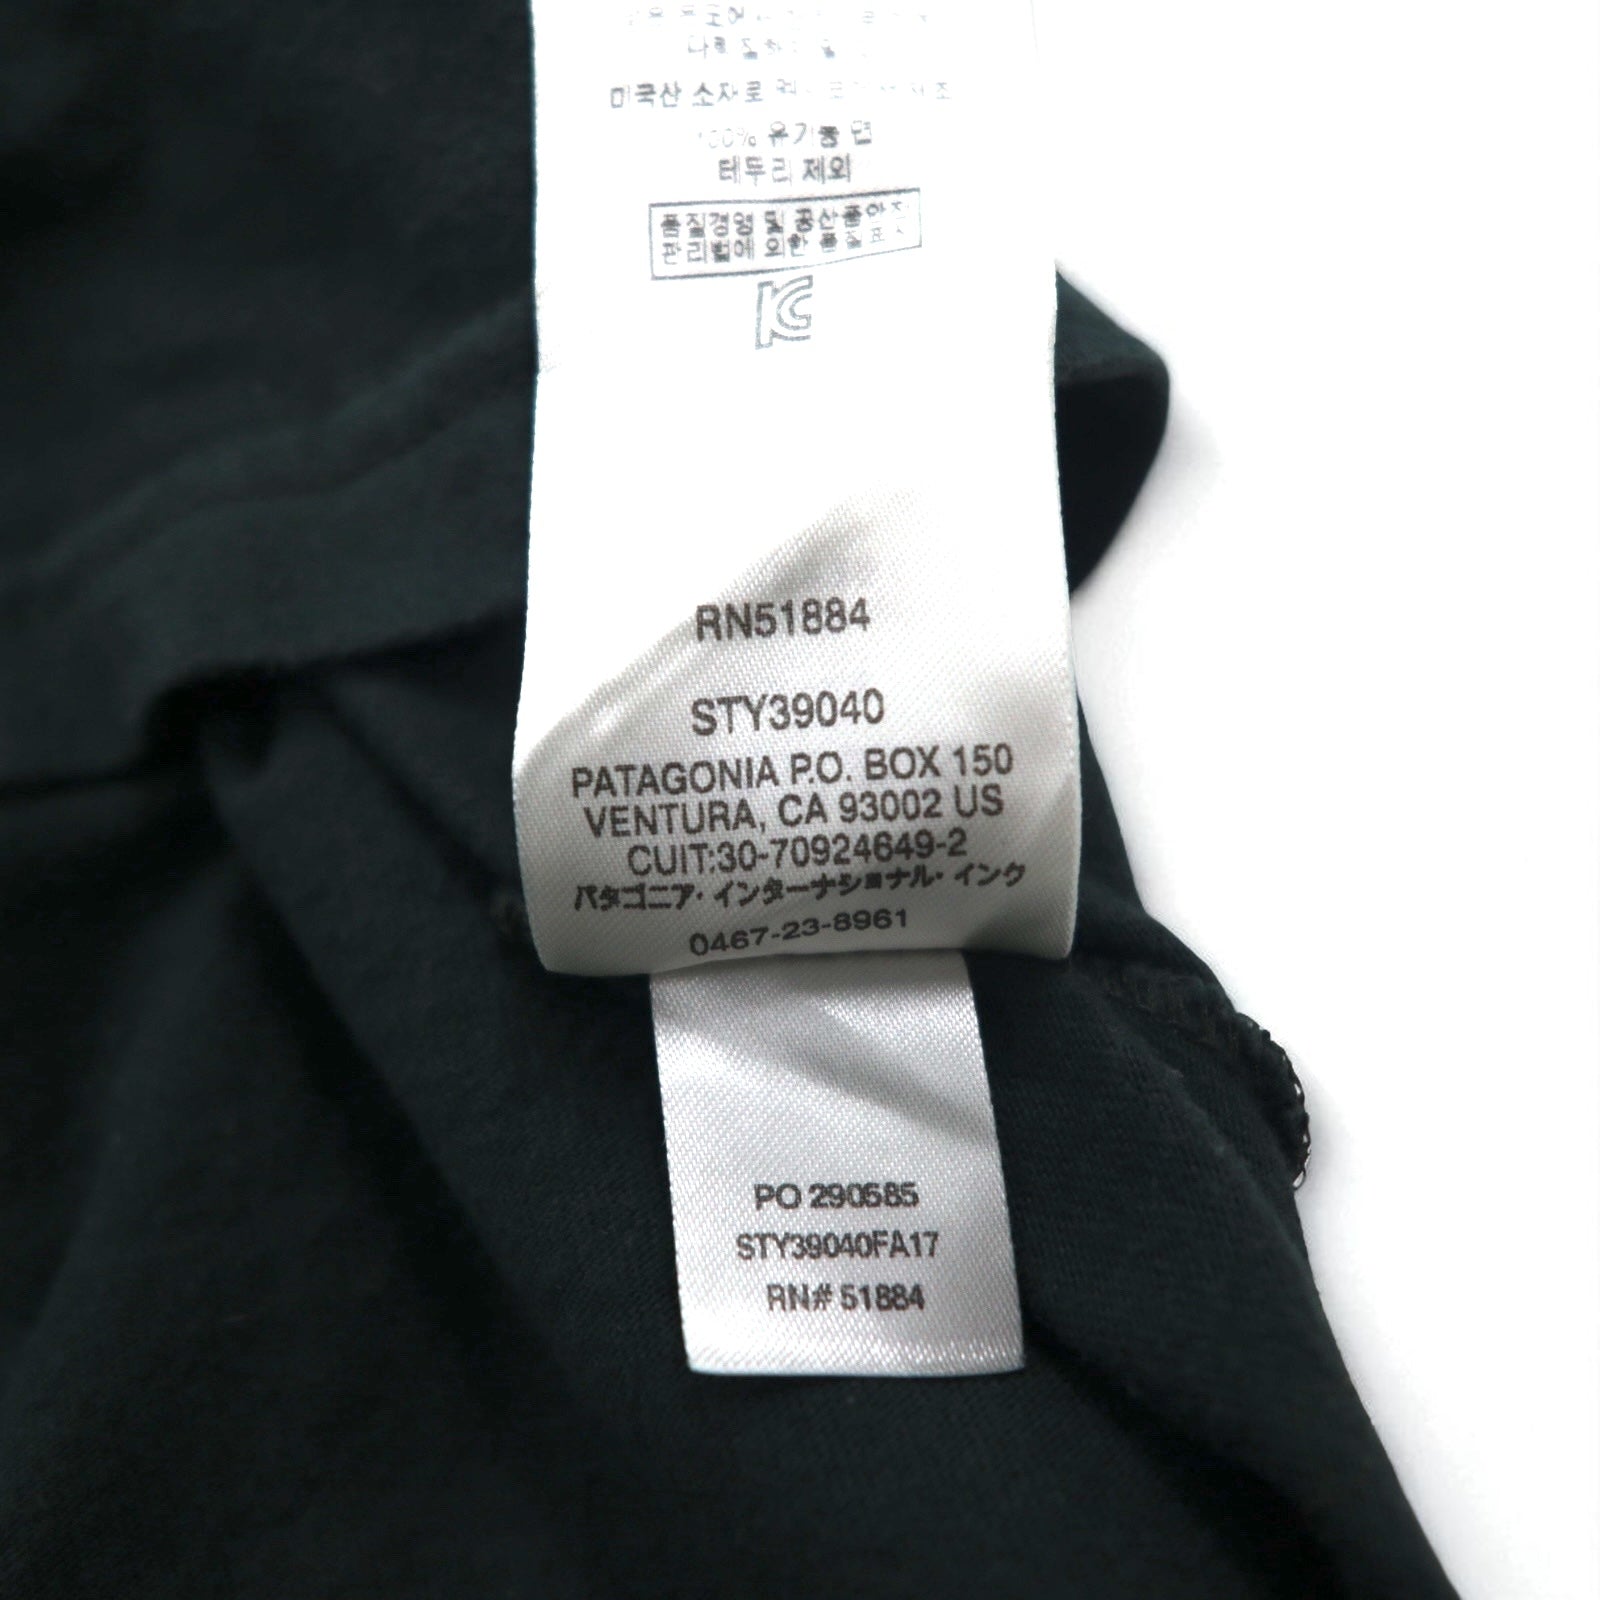 미국산 소재로
100% 유기농 면
테두리 제외
품질경영 및 공산품안전
관리법에 의한 품질표시
RN51884
STY39040
PATAGONIA P.O. BOX 150
VENTURA, CA 93002 US
CUIT:30-70924649-2
パタゴニア・インターナショナル・インク
0467-23-8961
PO 290585
STY39040FA17
RN# 51884